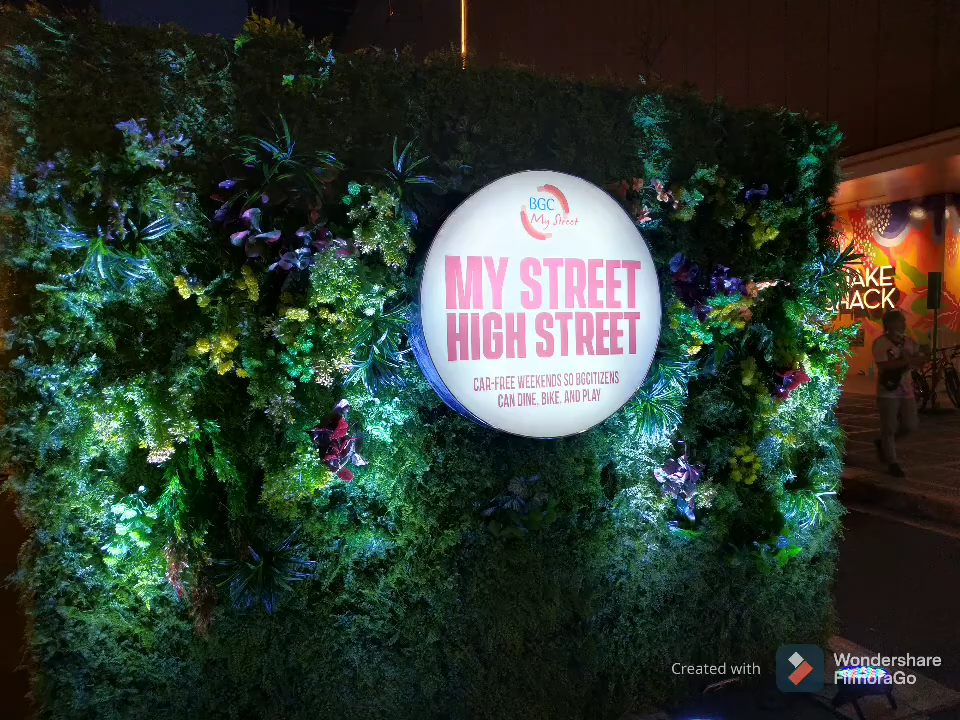 BGC
My Street
MY STREET
HIGH STREET
CAR-FREE WEEKENDS SO BGCITIZENS
CAN DINE, BIKE, AND PLAY
AKE
HACK
Created with
Wondershare
FilmoraGo